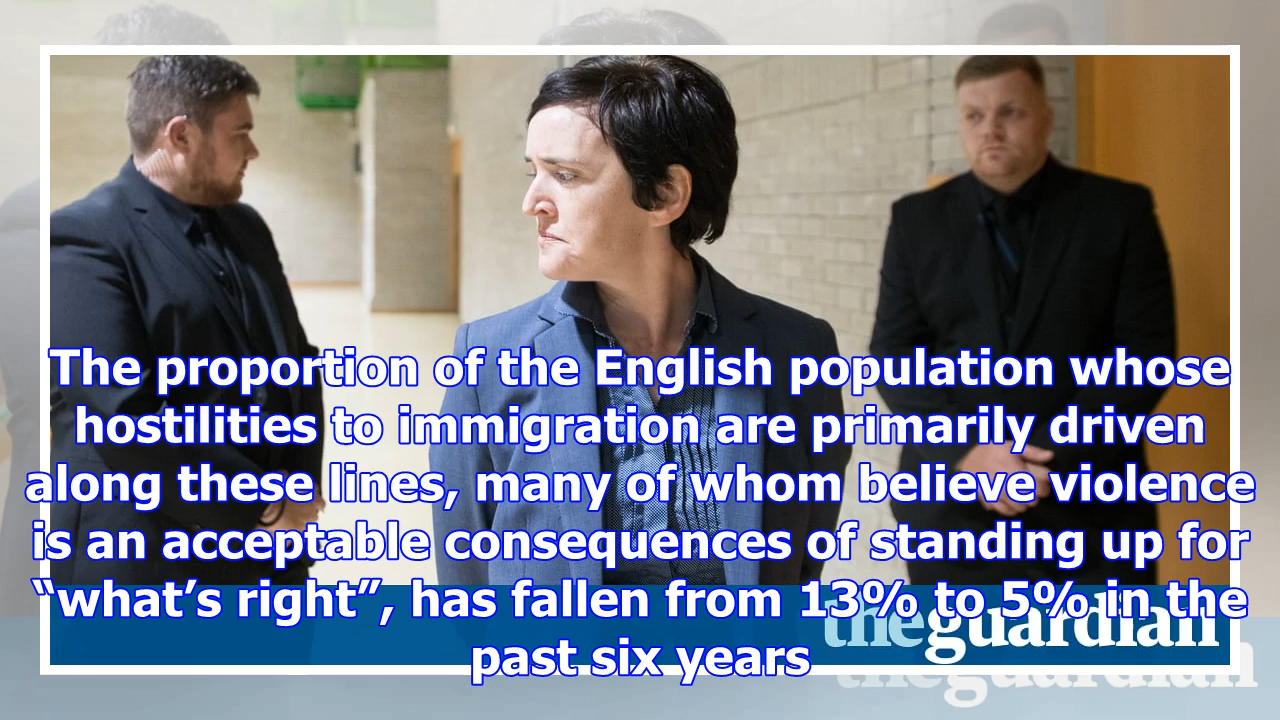 The proportion of the English population whose
hostilities to immigration are primarily driven
along these lines, many of whom believe violence
is an acceptable consequences of standing up for
“what’s right”, has fallen from 13% to 5% in the
past six years
theguardian
theguardian